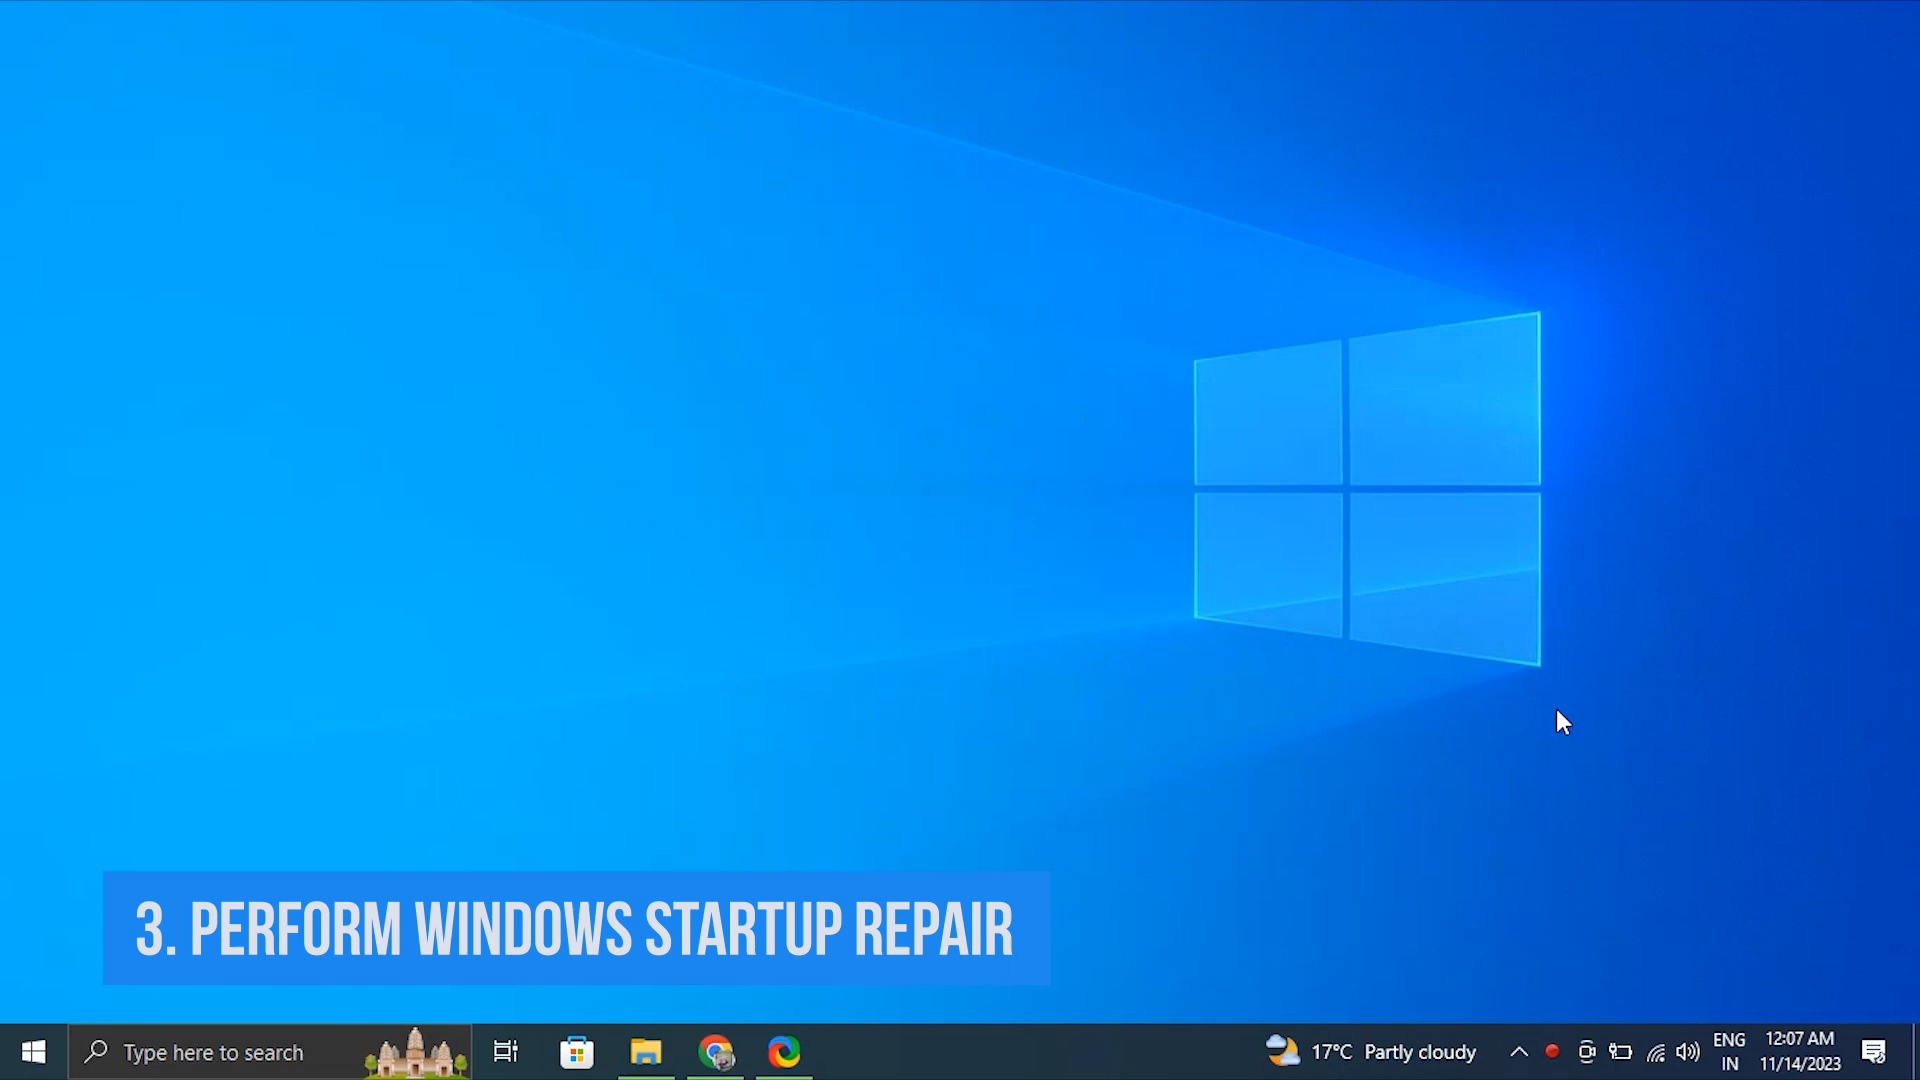 3. PERFORM WINDOWS STARTUP REPAIR
Type here to search
17°C Partly cloudy
ENG
IN
12:07 AM
11/14/2023